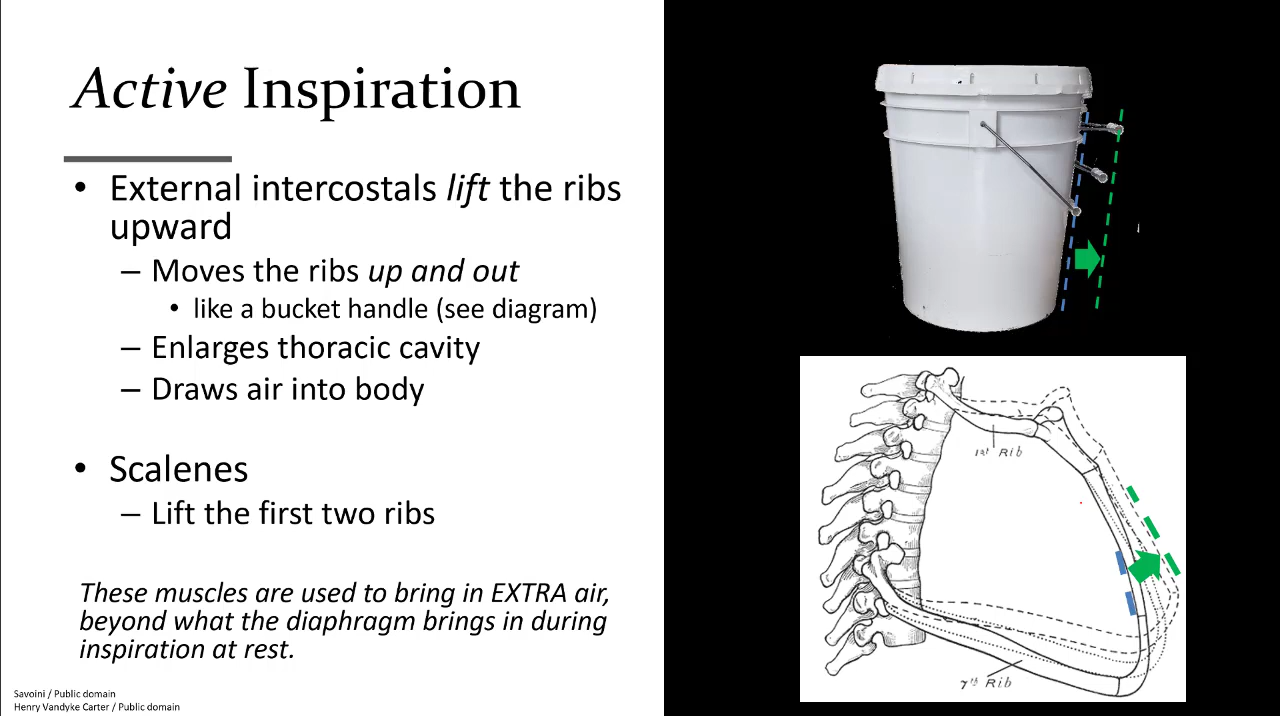 Active Inspiration
• External intercostals lift the ribs
upward
– Moves the ribs up and out
• like a bucket handle (see diagram)
– Enlarges thoracic cavity
– Draws air into body
• Scalenes
– Lift the first two ribs
These muscles are used to bring in EXTRA air,
beyond what the diaphragm brings in during
inspiration at rest.
Savoini / Public domain
Henry Vandyke Carter / Public domain
1st Rib
7th Rib